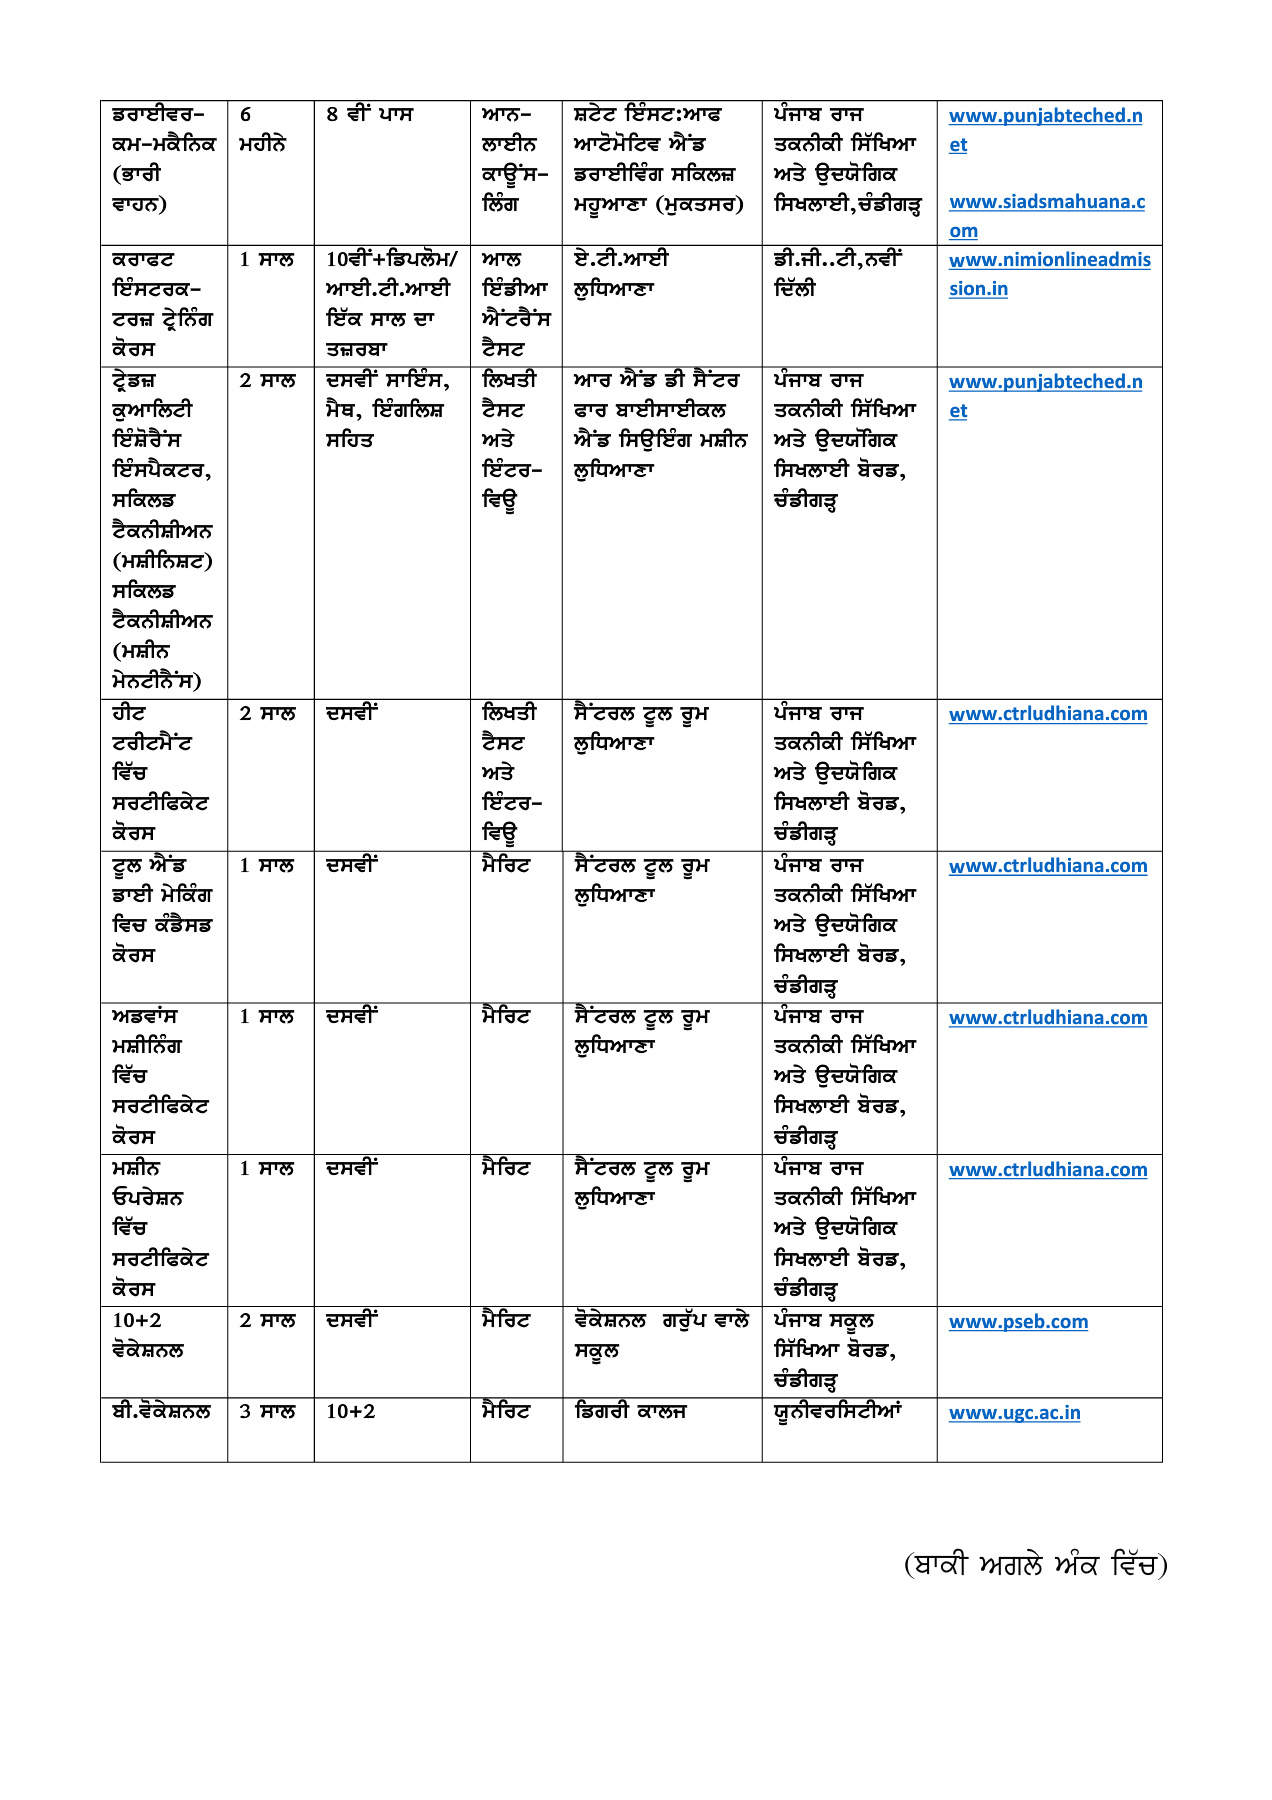 ਡਰਾਈਵਰ–
ਕਮ–ਮਕੈਨਿਕ
(ਭਾਰੀ
ਵਾਹਨ)
6
ਮਹੀਨੇ
8 ਵੀਂ ਪਾਸ
ਆਨ–
ਲਾਈਨ
ਕਾਊਂਸ–
ਲਿੰਗ
ਸ਼ਟੇਟ ਇੰਸਟ:ਆਫ
ਆਟੋਮੋਟਿਵ ਐਂਡ
ਡਰਾਈਵਿੰਗ ਸਕਿਲਜ਼
ਮਹੂਆਣਾ (ਮੁਕਤਸਰ)
ਪੰਜਾਬ ਰਾਜ
ਤਕਨੀਕੀ ਸਿੱਖਿਆ
ਅਤੇ ਉਦਯੋਗਿਕ
ਸਿਖਲਾਈ,ਚੰਡੀਗੜ੍ਹ
www.punjabteched.n
et
www.siadsmahuana.c
om
ਕਰਾਫਟ
ਇੰਸਟਰਕ–
ਟਰਜ਼ ਟ੍ਰੇਨਿੰਗ
ਕੋਰਸ
1 ਸਾਲ
10ਵੀਂ+ਡਿਪਲੋਮ/
ਆਈ.ਟੀ.ਆਈ
ਇੱਕ ਸਾਲ ਦਾ
ਤਜ਼ਰਬਾ
ਆਲ
ਇੰਡੀਆ
ਐਂਟਰੈਂਸ
ਟੈਸਟ
ਏ.ਟੀ.ਆਈ
ਲੁਧਿਆਣਾ
ਡੀ.ਜੀ..ਟੀ,ਨਵੀਂ
ਦਿੱਲੀ
www.nimionlineadmis
sion.in
ਟ੍ਰੇਡਜ਼
ਕੁਆਲਿਟੀ
ਇੰਸ਼ੋਰੈਂਸ
ਇੰਸਪੈਕਟਰ,
ਸਕਿਲਡ
ਟੈਕਨੀਸ਼ੀਅਨ
(ਮਸ਼ੀਨਿਸ਼ਟ)
ਸਕਿਲਡ
ਟੈਕਨੀਸ਼ੀਅਨ
(ਮਸ਼ੀਨ
ਮੇਨਟੀਨੈਂਸ)
2 ਸਾਲ
ਦਸਵੀਂ ਸਾਇੰਸ,
ਮੈਥ, ਇੰਗਲਿਸ਼
ਸਹਿਤ
ਲਿਖਤੀ
ਟੈਸਟ
ਅਤੇ
ਇੰਟਰ–
ਵਿਊ
ਆਰ ਐਂਡ ਡੀ ਸੈਂਟਰ
ਫਾਰ ਬਾਈਸਾਈਕਲ
ਐਂਡ ਸਿਉਇੰਗ ਮਸ਼ੀਨ
ਲੁਧਿਆਣਾ
ਪੰਜਾਬ ਰਾਜ
ਤਕਨੀਕੀ ਸਿੱਖਿਆ
ਅਤੇ ਉਦਯੋਗਿਕ
ਸਿਖਲਾਈ ਬੋਰਡ,
ਚੰਡੀਗੜ੍ਹ
www.punjabteched.n
et
ਹੀਟ
ਟਰੀਟਮੈਂਟ
ਵਿੱਚ
ਸਰਟੀਫਿਕੇਟ
ਕੋਰਸ
2 ਸਾਲ
ਦਸਵੀਂ
ਲਿਖਤੀ
ਟੈਸਟ
ਅਤੇ
ਇੰਟਰ–
ਵਿਊ
ਸੈਂਟਰਲ ਟੂਲ ਰੂਮ
ਲੁਧਿਆਣਾ
ਪੰਜਾਬ ਰਾਜ
ਤਕਨੀਕੀ ਸਿੱਖਿਆ
ਅਤੇ ਉਦਯੋਗਿਕ
ਸਿਖਲਾਈ ਬੋਰਡ,
ਚੰਡੀਗੜ੍ਹ
www.ctrludhiana.com
ਟੂਲ ਐਂਡ
ਡਾਈ ਮੇਕਿੰਗ
ਵਿਚ ਕੰਡੈਸਡ
ਕੋਰਸ
1 ਸਾਲ
ਦਸਵੀਂ
ਮੈਰਿਟ
ਸੈਂਟਰਲ ਟੂਲ ਰੂਮ
ਲੁਧਿਆਣਾ
ਪੰਜਾਬ ਰਾਜ
ਤਕਨੀਕੀ ਸਿੱਖਿਆ
ਅਤੇ ਉਦਯੋਗਿਕ
ਸਿਖਲਾਈ ਬੋਰਡ,
ਚੰਡੀਗੜ੍ਹ
www.ctrludhiana.com
ਅਡਵਾਂਸ
ਮਸ਼ੀਨਿੰਗ
ਵਿੱਚ
ਸਰਟੀਫਿਕੇਟ
ਕੋਰਸ
1 ਸਾਲ
ਦਸਵੀਂ
ਮੈਰਿਟ
ਸੈਂਟਰਲ ਟੂਲ ਰੂਮ
ਲੁਧਿਆਣਾ
ਪੰਜਾਬ ਰਾਜ
ਤਕਨੀਕੀ ਸਿੱਖਿਆ
ਅਤੇ ਉਦਯੋਗਿਕ
ਸਿਖਲਾਈ ਬੋਰਡ,
ਚੰਡੀਗੜ੍ਹ
www.ctrludhiana.com
ਮਸ਼ੀਨ
ਓਪਰੇਸ਼ਨ
ਵਿੱਚ
ਸਰਟੀਫਿਕੇਟ
ਕੋਰਸ
1 ਸਾਲ
ਦਸਵੀਂ
ਮੈਰਿਟ
ਸੈਂਟਰਲ ਟੂਲ ਰੂਮ
ਲੁਧਿਆਣਾ
ਪੰਜਾਬ ਰਾਜ
ਤਕਨੀਕੀ ਸਿੱਖਿਆ
ਅਤੇ ਉਦਯੋਗਿਕ
ਸਿਖਲਾਈ ਬੋਰਡ,
ਚੰਡੀਗੜ੍ਹ
www.ctrludhiana.com
10+2
ਵੋਕੇਸ਼ਨਲ
2 ਸਾਲ
ਦਸਵੀਂ
ਮੈਰਿਟ
ਵੋਕੇਸ਼ਨਲ ਗਰੁੱਪ ਵਾਲੇ
ਸਕੂਲ
ਪੰਜਾਬ ਸਕੂਲ
ਸਿੱਖਿਆ ਬੋਰਡ,
ਚੰਡੀਗੜ੍ਹ
www.pseb.com
ਬੀ.ਵੋਕੇਸ਼ਨਲ
3 ਸਾਲ
10+2
ਮੈਰਿਟ
ਡਿਗਰੀ ਕਾਲਜ
ਯੂਨੀਵਰਸਿਟੀਆਂ
www.ugc.ac.in
(ਬਾਕੀ ਅਗਲੇ ਅੰਕ ਵਿੱਚ)